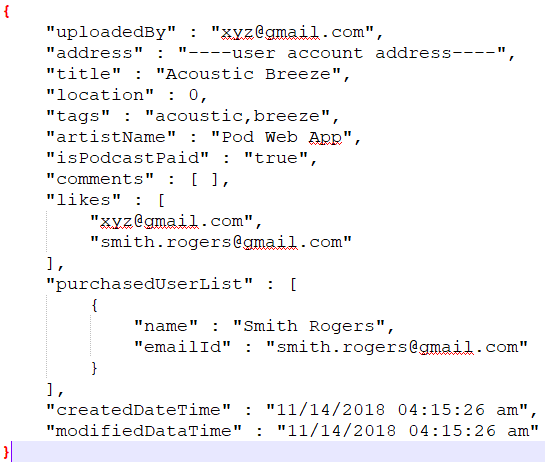 {
"uploadedBy" : "xyz@gmail.com",
"address" : "----user account address----",
"title" : "Acoustic Breeze",
"location" : 0,
"tags" : "acoustic,breeze",
"artistName" : "Pod Web App",
"isPodcastPaid" : "true",
"comments" : [ ],
"likes" : [
"xyz@gmail.com",
"smith.rogers@gmail.com"
],
"purchasedUserList" : [
{
"name" : "Smith Rogers",
"emailId" : "smith.rogers@gmail.com"
}
],
"createdDateTime" : "11/14/2018 04:15:26 am",
"modifiedDataTime" : "11/14/2018 04:15:26 am"
}